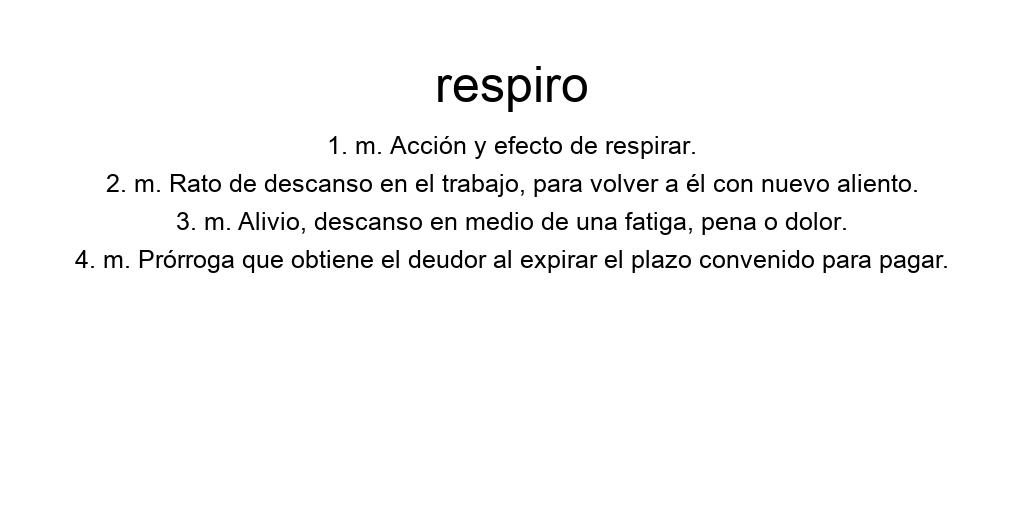 respiro
1. m. Acción y efecto de respirar.
2. m. Rato de descanso en el trabajo, para volver a él con nuevo aliento.
3. m. Alivio, descanso en medio de una fatiga, pena o dolor.
4. m. Prórroga que obtiene el deudor al expirar el plazo convenido para pagar.